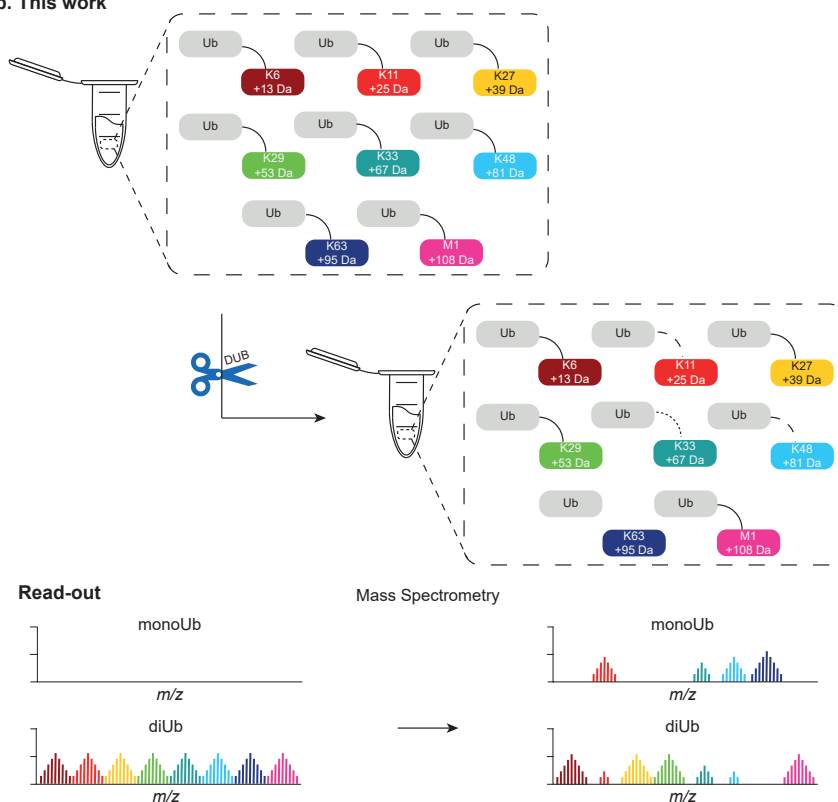 b. This work
Ub Ub Ub
K6 K11 K27
+13 Da +25 Da +39 Da
Ub Ub Ub
K29 K33 K48
+53 Da +67 Da +81 Da
Ub Ub
K63 M1
+95 Da +108 Da
DUB
Ub Ub Ub
K6 K11 K27
+13 Da +25 Da +39 Da
Ub Ub Ub
K29 K33 K48
+53 Da +67 Da +81 Da
Ub Ub
K63 M1
+95 Da +108 Da
Read-out Mass Spectrometry
monoUb monoUb
m/z m/z
diUb diUb
m/z m/z